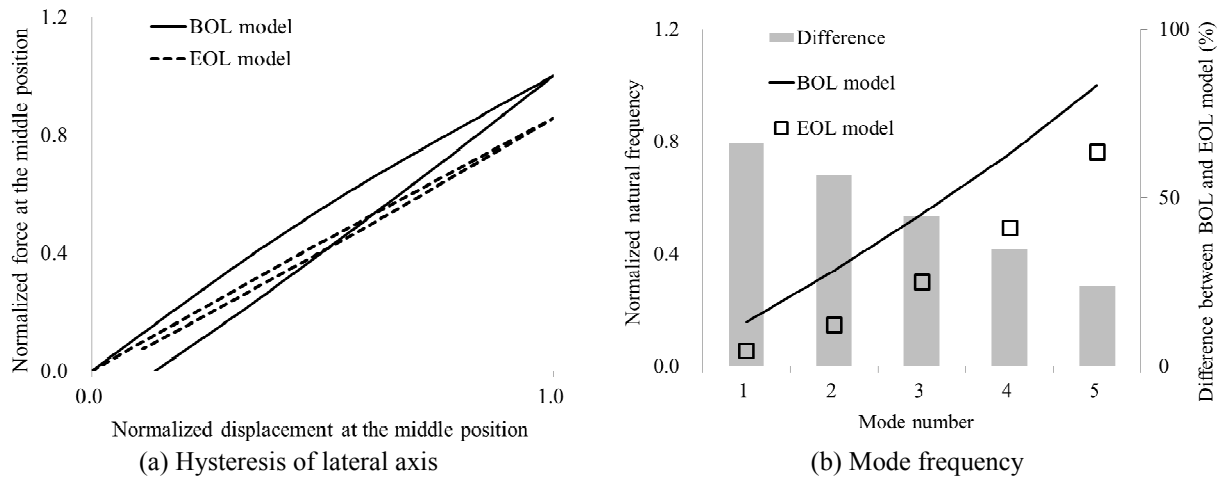 1.2
0.8
0.4
0.0
Normalized force at the middle position
BOL model
EOL model
0.0
1.0
Normalized displacement at the middle position
(a) Hysteresis of lateral axis
1.2
0.8
0.4
0.0
Normalized natural frequency
Difference
BOL model
EOL model
100
50
0
Difference between BOL and EOL model (%)
1 2 3 4 5
Mode number
(b) Mode frequency